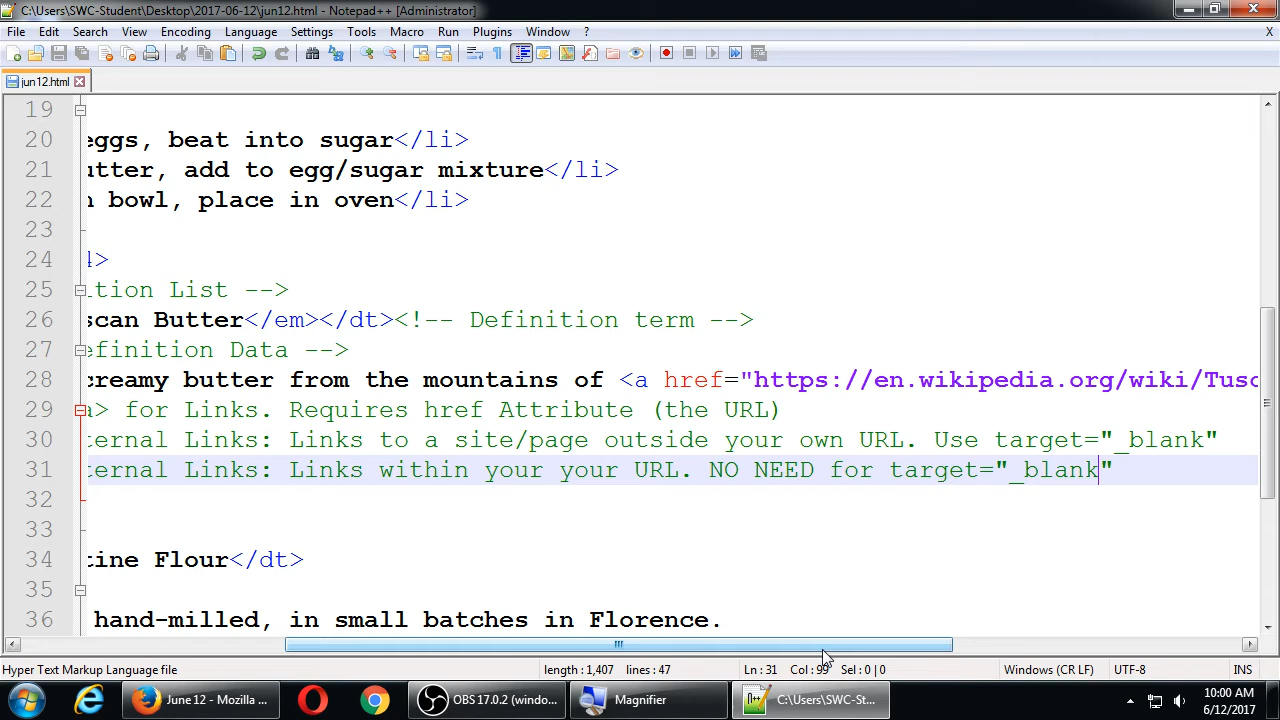 C:\Users\SWC-Student\Desktop\2017-06-12\jun12.html - Notepad++ [Administrator]
File Edit Search View Encoding Language Settings Tools Macro Run Plugins Window ? X
jun12.html
19
20 eggs, beat into sugar</li>
21 utter, add to egg/sugar mixture</li>
22 n bowl, place in oven</li>
23
24 4>
25 ition List -->
26 scan Butter</em></dt><!-- Definition term -->
27 efinition Data -->
28 creamy butter from the mountains of <a href="https://en.wikipedia.org/wiki/Tusc
29 a> for Links. Requires href Attribute (the URL)
30 ternal Links: Links to a site/page outside your own URL. Use target="_blank"
31 ternal Links: Links within your your URL. NO NEED for target="_blank"
32
33
34 tine Flour</dt>
35
36 hand-milled, in small batches in Florence.
Hyper Text Markup Language file length : 1,407 lines : 47 Ln : 31 Col : 99 Sel : 0 | 0 Windows (CR LF) UTF-8 INS
June 12 - Mozilla ... OBS 17.0.2 (windo... Magnifier C:\Users\SWC-St... 10:00 AM
6/12/2017